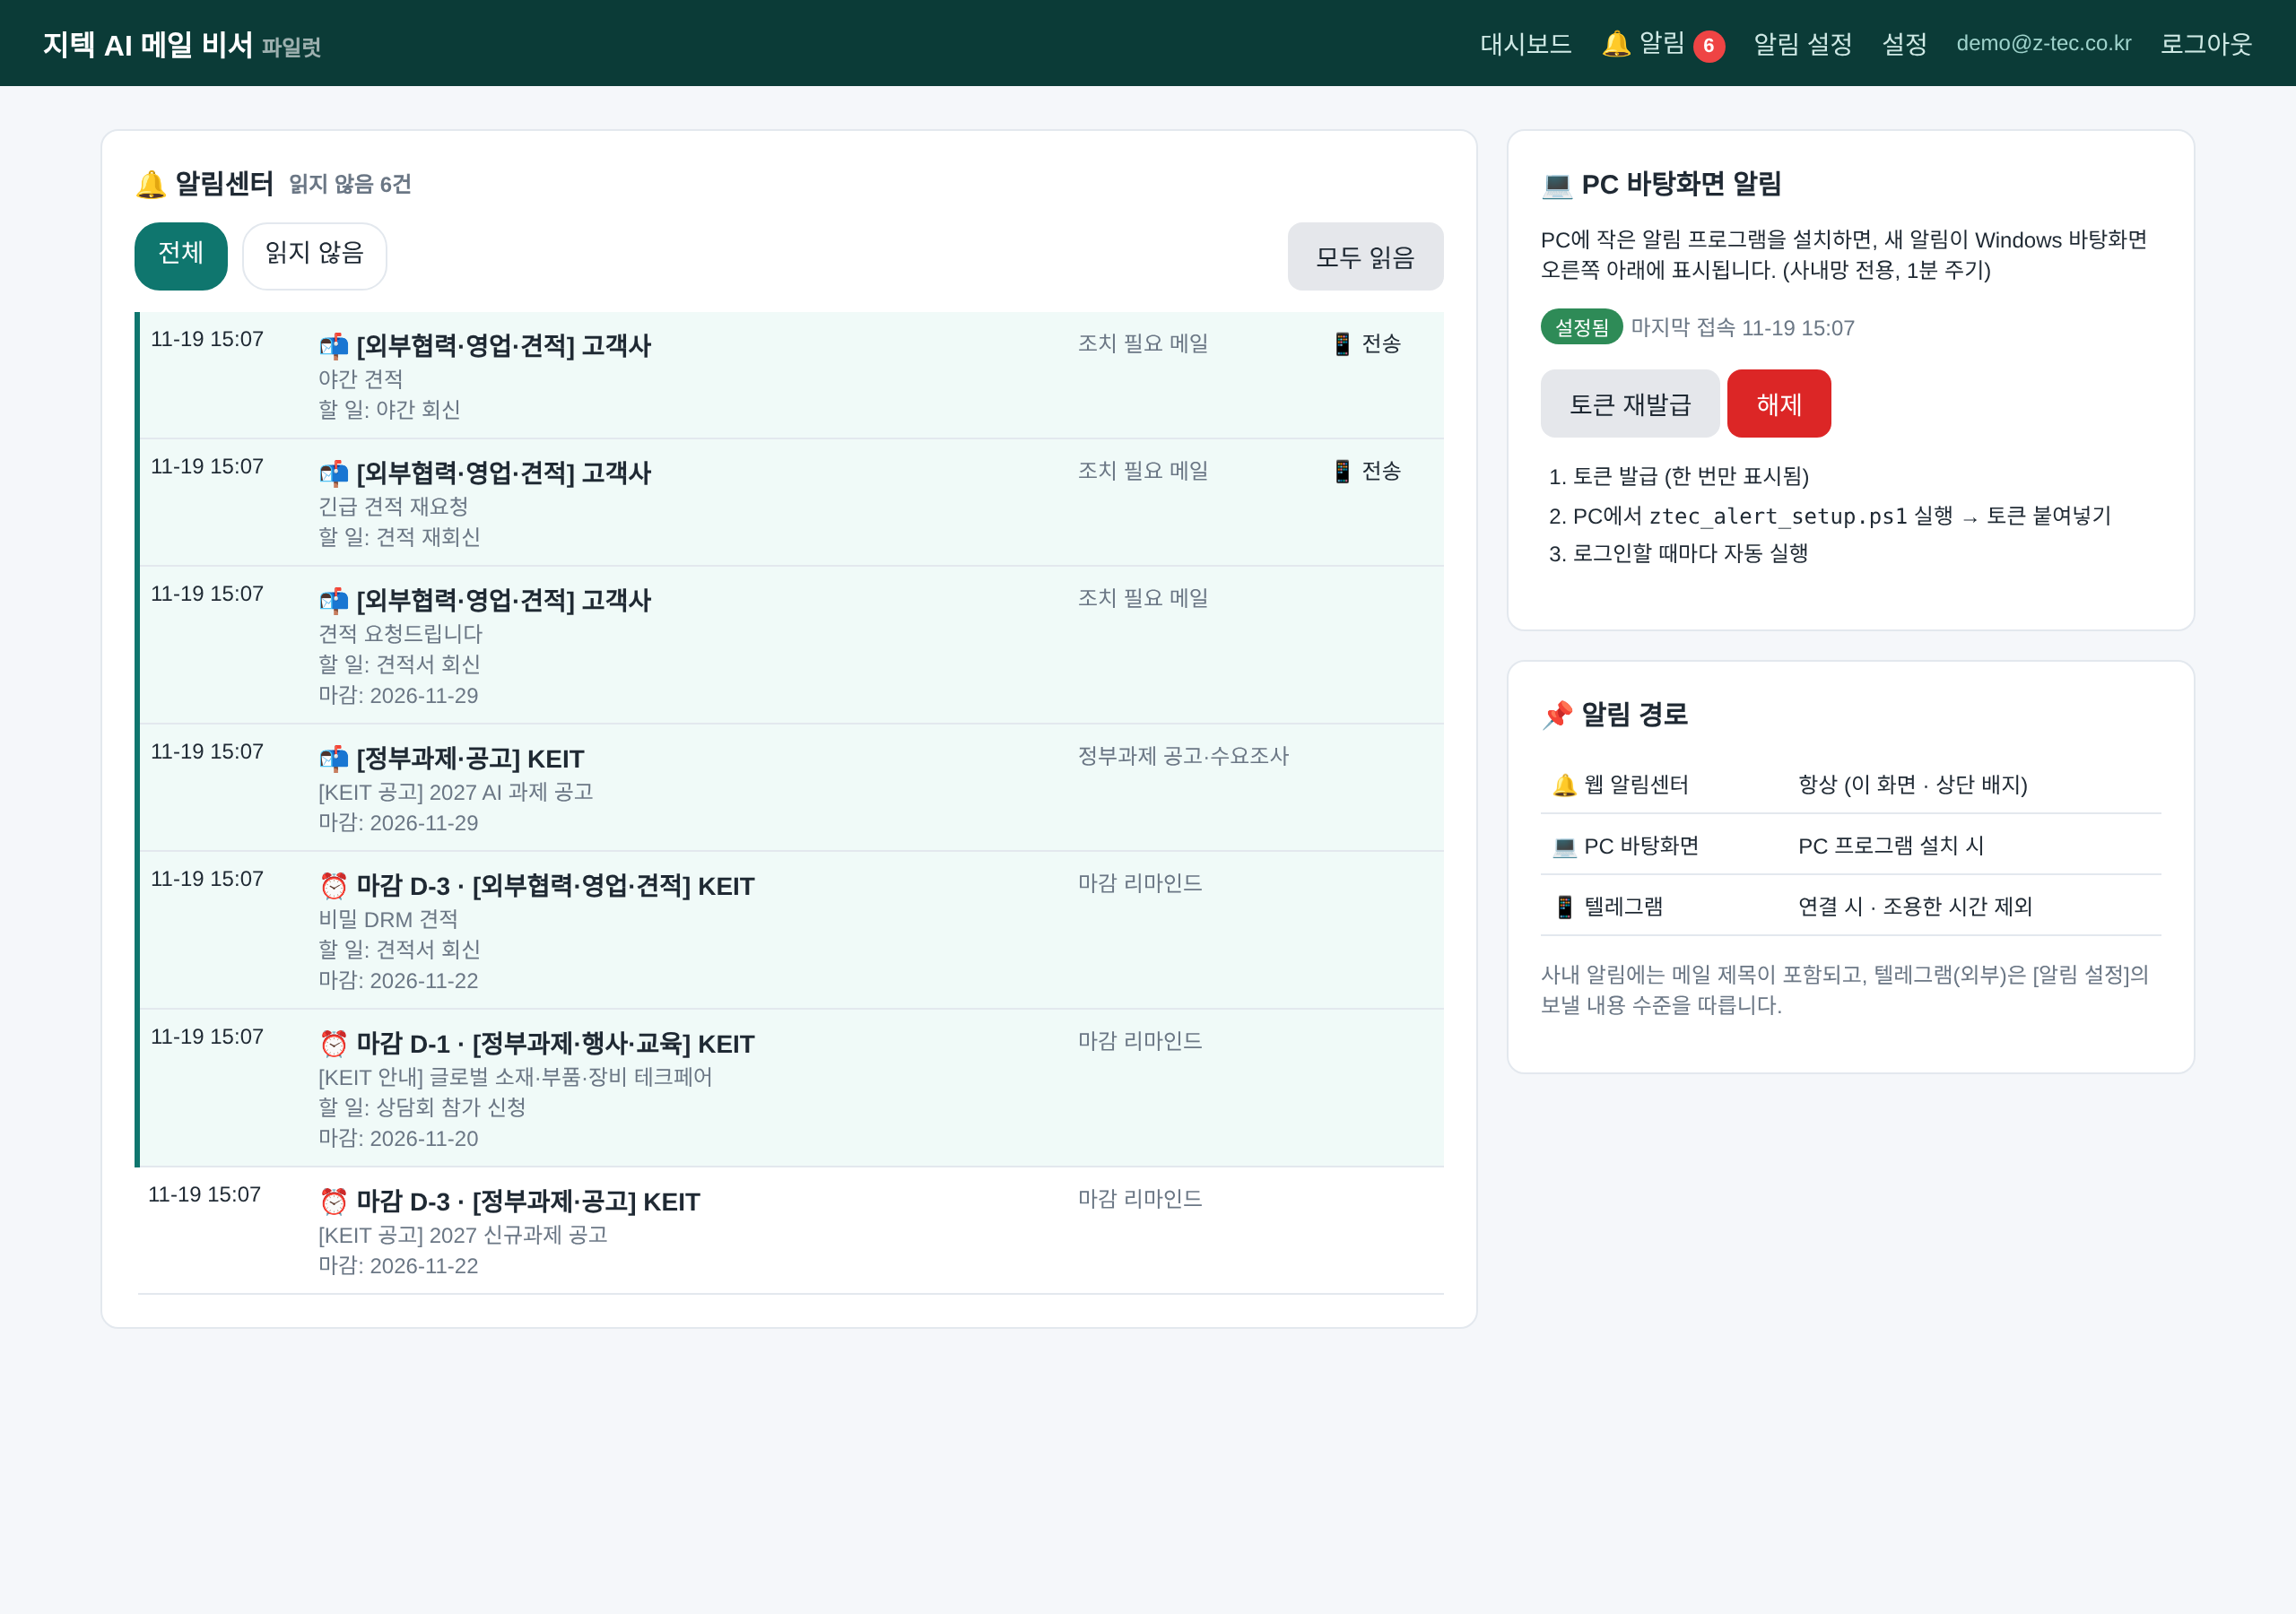 지텍 AI 메일 비서 파일럿
대시보드 🔔 알림 6 알림 설정 설정 demo@z-tec.co.kr 로그아웃
🔔 알림센터 읽지 않음 6건
전체 읽지 않음 모두 읽음
11-19 15:07 📬 [외부협력·영업·견적] 고객사 조치 필요 메일 📱 전송
야간 견적
할 일: 야간 회신
11-19 15:07 📬 [외부협력·영업·견적] 고객사 조치 필요 메일 📱 전송
긴급 견적 재요청
할 일: 견적 재회신
11-19 15:07 📬 [외부협력·영업·견적] 고객사 조치 필요 메일
견적 요청드립니다
할 일: 견적서 회신
마감: 2026-11-29
11-19 15:07 📬 [정부과제·공고] KEIT 정부과제 공고·수요조사
[KEIT 공고] 2027 AI 과제 공고
마감: 2026-11-29
11-19 15:07 ⏰ 마감 D-3 · [외부협력·영업·견적] KEIT 마감 리마인드
비밀 DRM 견적
할 일: 견적서 회신
마감: 2026-11-22
11-19 15:07 ⏰ 마감 D-1 · [정부과제·행사·교육] KEIT 마감 리마인드
[KEIT 안내] 글로벌 소재·부품·장비 테크페어
할 일: 상담회 참가 신청
마감: 2026-11-20
11-19 15:07 ⏰ 마감 D-3 · [정부과제·공고] KEIT 마감 리마인드
[KEIT 공고] 2027 신규과제 공고
마감: 2026-11-22
💻 PC 바탕화면 알림
PC에 작은 알림 프로그램을 설치하면, 새 알림이 Windows 바탕화면
오른쪽 아래에 표시됩니다. (사내망 전용, 1분 주기)
설정됨 마지막 접속 11-19 15:07
토큰 재발급 해제
1. 토큰 발급 (한 번만 표시됨)
2. PC에서 ztec_alert_setup.ps1 실행 → 토큰 붙여넣기
3. 로그인할 때마다 자동 실행
📌 알림 경로
🔔 웹 알림센터 항상 (이 화면 · 상단 배지)
💻 PC 바탕화면 PC 프로그램 설치 시
📱 텔레그램 연결 시 · 조용한 시간 제외
사내 알림에는 메일 제목이 포함되고, 텔레그램(외부)은 [알림 설정]의
보낼 내용 수준을 따릅니다.